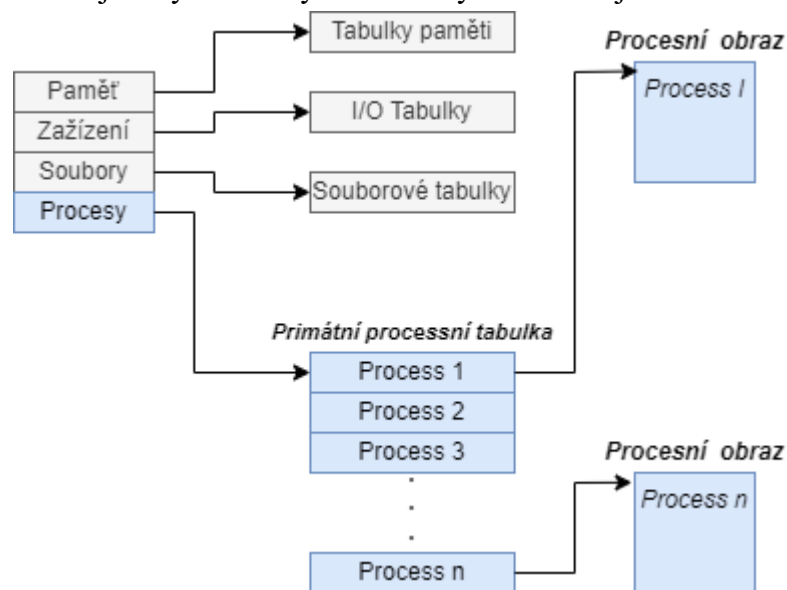 Tabulky paměti
Procesní obraz
Process I
Paměť
Zažízení
Soubory
Procesy
I/O Tabulky
Souborové tabulky
Primátní processní tabulka
Process 1
Process 2
Process 3
.
.
.
Process n
Procesní obraz
Process n